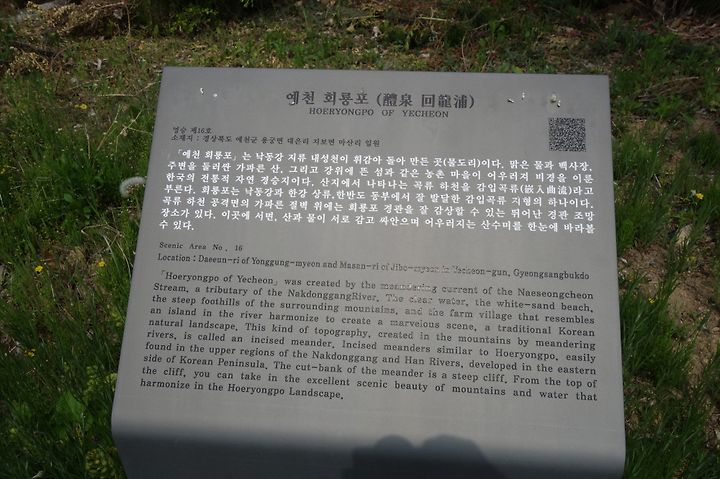 예천 회룡포 (醴泉 回龍浦)
HOERYONGPO OF YECHEON
명승 제16호
소재지 : 경상북도 예천군 용궁면 대은리 지보면 마산리 일원
「예천 회룡포」는 낙동강 지류 내성천이 휘감아 돌아 만든 곳(물도리)이다. 맑은 물과 백사장,
주변을 둘러싼 가파른 산, 그리고 강위에 뜬 섬과 같은 농촌 마을이 어우러져 비경을 이룬
한국의 전통적 자연 경승지이다. 산지에서 나타나는 곡류 하천을 감입곡류(嵌入曲流)라고
부른다. 회룡포는 낙동강과 한강 상류,한반도 동부에서 잘 발달한 감입곡류 지형의 하나이다.
곡류 하천 공격면의 가파른 절벽 위에는 회룡포 경관을 잘 감상할 수 있는 뛰어난 경관 조망
장소가 있다. 이곳에 서면, 산과 물이 서로 감고 싸안으며 어우러지는 산수미를 한눈에 바라볼
수 있다.
Scenic Area No. 16
Location : Daeeun-ri of Yonggung-myeon and Masan-ri of Jibo-myeon in Yecheon-gun, Gyeongsangbukdo
「Hoeryongpo of Yecheon」 was created by the meandering current of the Naeseongcheon
Stream, a tributary of the NakdonggangRiver. The clear water, the white-sand beach,
the steep foothills of the surrounding mountains, and the farm village that resembles
an island in the river harmonize to create a marvelous scene, a traditional Korean
natural landscape. This kind of topography, created in the mountains by meandering
rivers, is called an incised meander. Incised meanders similar to Hoeryongpo, easily
found in the upper regions of the Nakdonggang and Han Rivers, developed in the eastern
side of Korean Peninsula. The cut-bank of the meander is a steep cliff. From the top of
the cliff, you can take in the excellent scenic beauty of mountains and water that
harmonize in the Hoeryongpo Landscape.